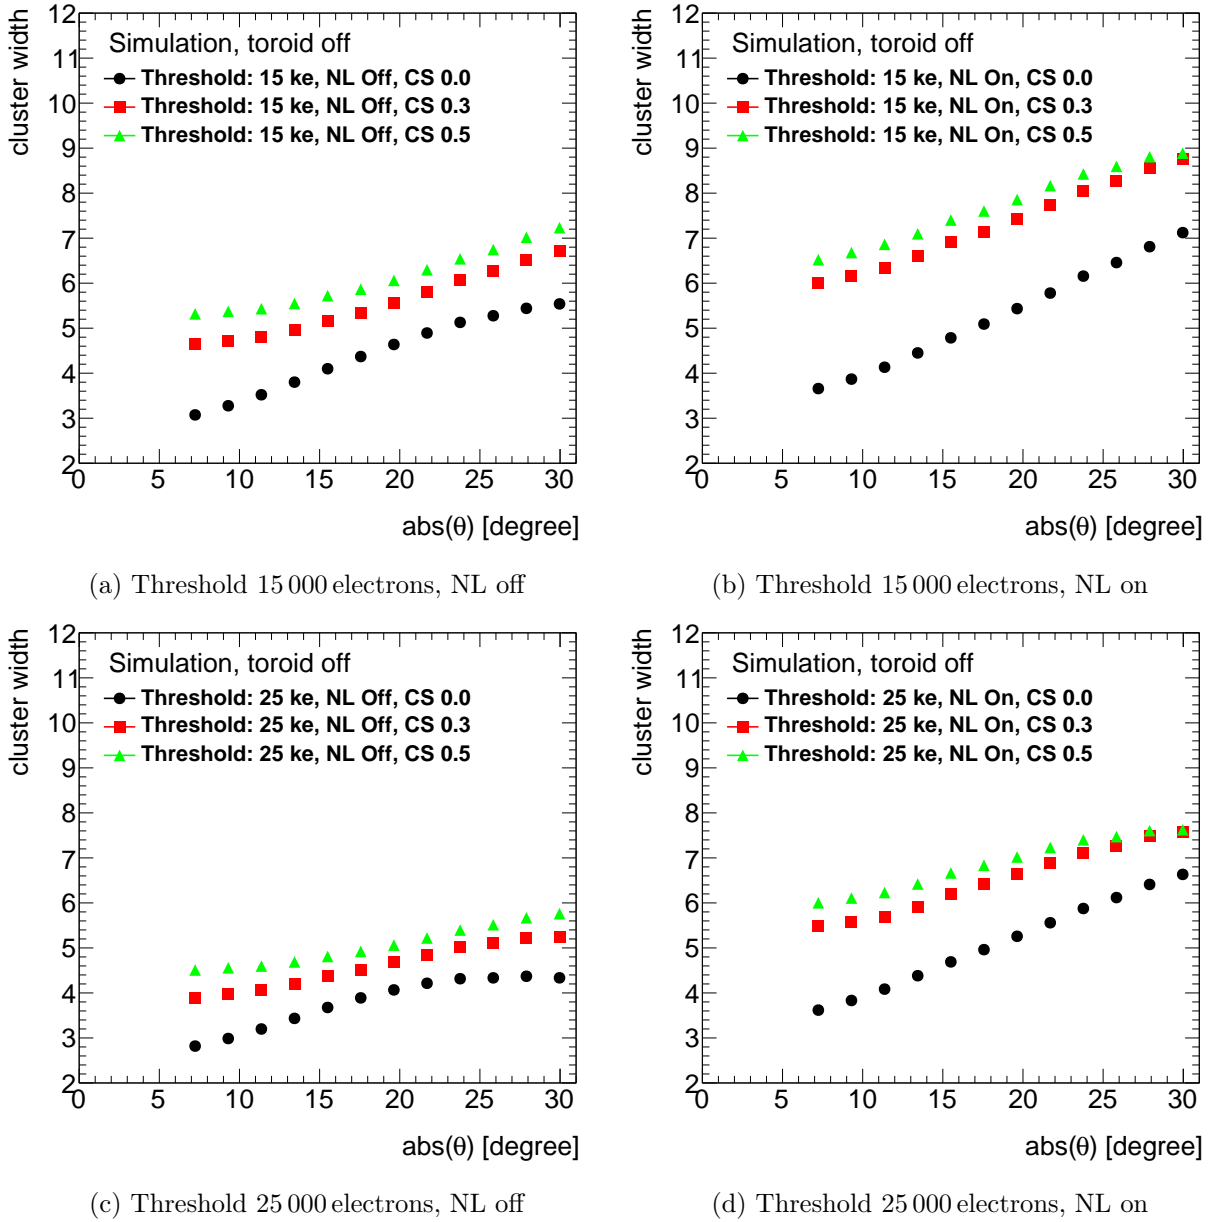 12
11
10
9
8
7
6
5
4
3
2
0
5
10
15
20
25
30
cluster width
abs(θ) [degree]
Simulation, toroid off
Threshold: 15 ke, NL Off, CS 0.0
Threshold: 15 ke, NL Off, CS 0.3
Threshold: 15 ke, NL Off, CS 0.5
(a) Threshold 15 000 electrons, NL off
12
11
10
9
8
7
6
5
4
3
2
0
5
10
15
20
25
30
cluster width
abs(θ) [degree]
Simulation, toroid off
Threshold: 15 ke, NL On, CS 0.0
Threshold: 15 ke, NL On, CS 0.3
Threshold: 15 ke, NL On, CS 0.5
(b) Threshold 15 000 electrons, NL on
12
11
10
9
8
7
6
5
4
3
2
0
5
10
15
20
25
30
cluster width
abs(θ) [degree]
Simulation, toroid off
Threshold: 25 ke, NL Off, CS 0.0
Threshold: 25 ke, NL Off, CS 0.3
Threshold: 25 ke, NL Off, CS 0.5
(c) Threshold 25 000 electrons, NL off
12
11
10
9
8
7
6
5
4
3
2
0
5
10
15
20
25
30
cluster width
abs(θ) [degree]
Simulation, toroid off
Threshold: 25 ke, NL On, CS 0.0
Threshold: 25 ke, NL On, CS 0.3
Threshold: 25 ke, NL On, CS 0.5
(d) Threshold 25 000 electrons, NL on